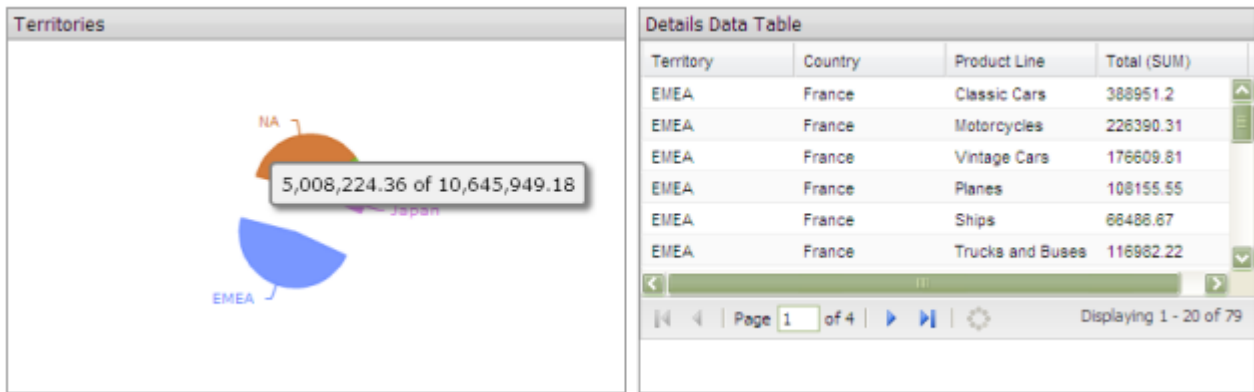 Territories
NA
5,008,224.36 of 10,645,949.18
Japan
EMEA
Details Data Table
Territory Country Product Line Total (SUM)
EMEA France Classic Cars 388951.2
EMEA France Motorcycles 226390.31
EMEA France Vintage Cars 176609.81
EMEA France Planes 108155.55
EMEA France Ships 66486.67
EMEA France Trucks and Buses 116982.22
Page 1 of 4 Displaying 1 - 20 of 79